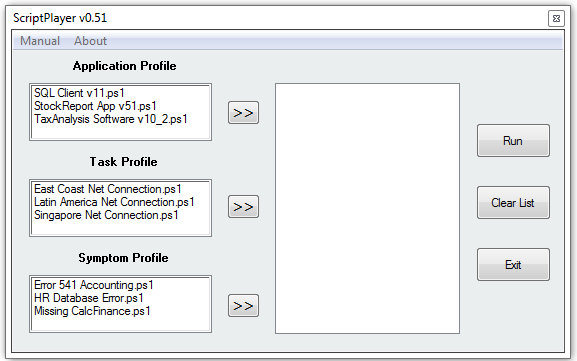 ScriptPlayer v0.51
Manual About
Application Profile
SQL Client v11.ps1
StockReport App v51.ps1
TaxAnalysis Software v10_2.ps1
>>
Task Profile
East Coast Net Connection.ps1
Latin America Net Connection.ps1
Singapore Net Connection.ps1
>>
Symptom Profile
Error 541 Accounting.ps1
HR Database Error.ps1
Missing CalcFinance.ps1
>>
Run
Clear List
Exit